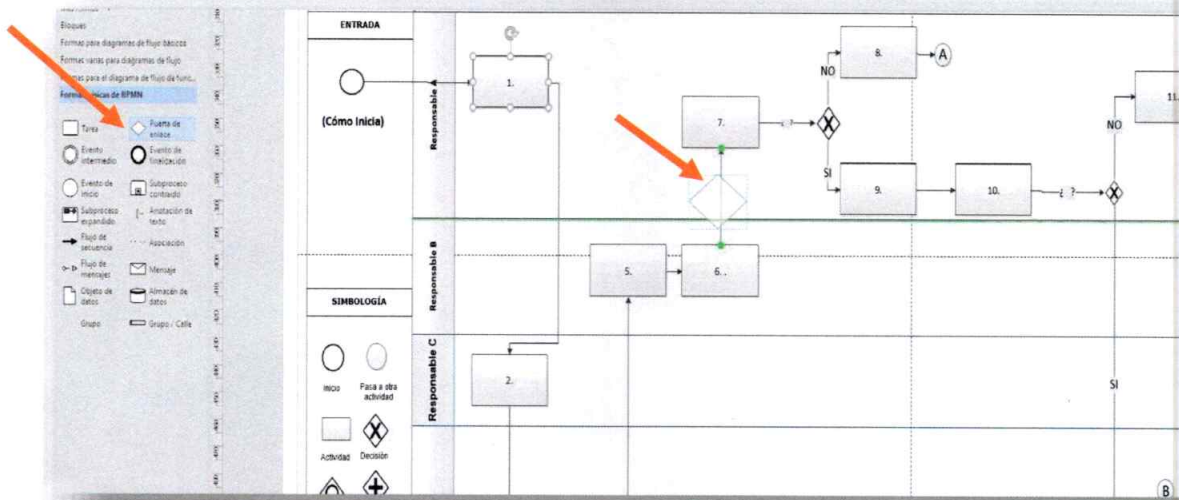 Bloques
Formas para diagramas de flujo básicos
Formas varias para diagramas de flujo
Formas para el diagrama de flujo de func...
BPMN
Tarea
Puerta de enlace
Evento intermedio
Evento de finalización
Evento de inicio
Subproceso contraído
Subproceso expandido
Anotación de texto
Flujo de secuencia
Asociación
Flujo de mensajes
Mensaje
Objeto de datos
Almacén de datos
Grupo
Grupo / Calle
ENTRADA
(Cómo Inicia)
SIMBOLOGÍA
Inicio
Pasa a otra actividad
Actividad
Decisión
Responsable
Responsable B
Responsable C
1.
2.
5.
6..
7.
¿ ?
NO
SI
8.
A
9.
10.
¿ ?
NO
SI
11.
B